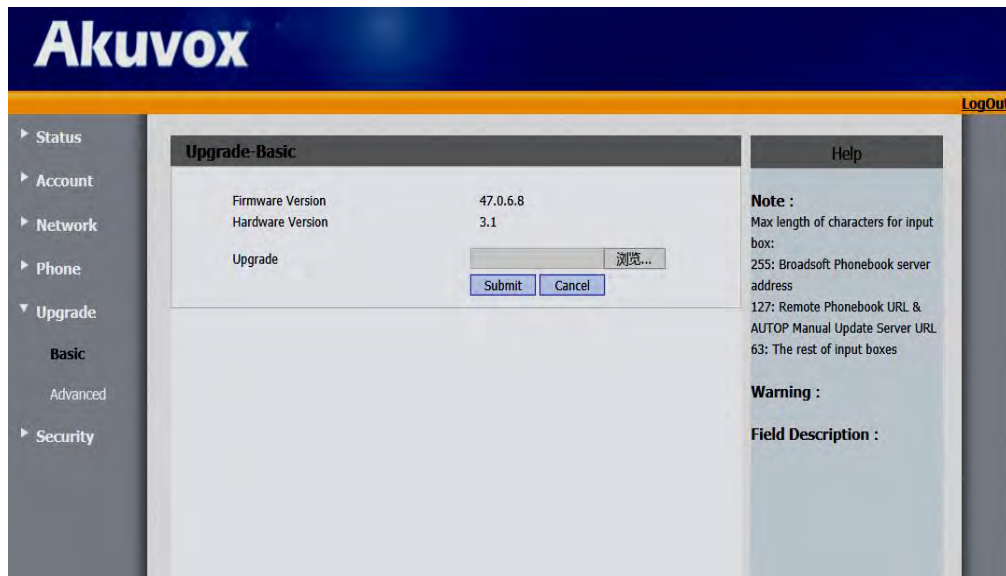 Akuvox
LogOut
Status
Account
Network
Phone
Upgrade
Basic
Advanced
Security
Upgrade-Basic
Firmware Version 47.0.6.8
Hardware Version 3.1
Upgrade 浏览...
Submit Cancel
Help
Note :
Max length of characters for input
box:
255: Broadsoft Phonebook server
address
127: Remote Phonebook URL &
AUTOP Manual Update Server URL
63: The rest of input boxes
Warning :
Field Description :